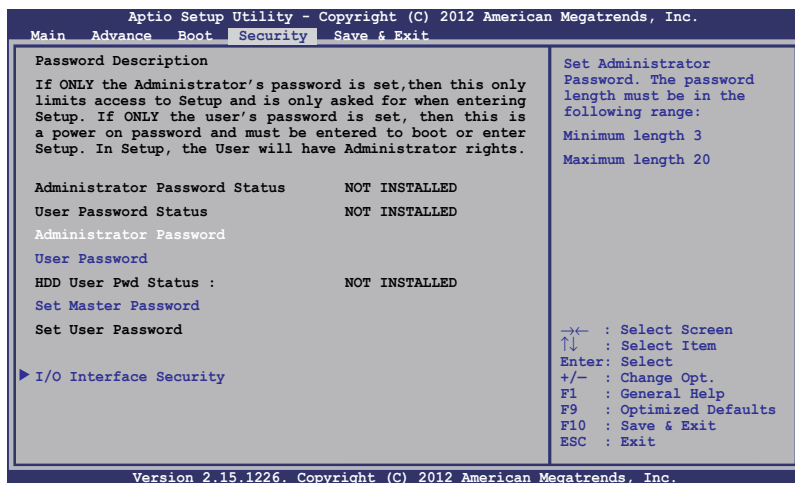 Aptio Setup Utility - Copyright (C) 2012 American Megatrends, Inc.
Main Advance Boot Security Save & Exit
Password Description
If ONLY the Administrator's password is set,then this only
limits access to Setup and is only asked for when entering
Setup. If ONLY the user's password is set, then this is
a power on password and must be entered to boot or enter
Setup. In Setup, the User will have Administrator rights.
Administrator Password Status NOT INSTALLED
User Password Status NOT INSTALLED
Administrator Password
User Password
HDD User Pwd Status : NOT INSTALLED
Set Master Password
Set User Password
I/O Interface Security
Set Administrator
Password. The password
length must be in the
following range:
Minimum length 3
Maximum length 20
→← : Select Screen
↑↓ : Select Item
Enter: Select
+/— : Change Opt.
F1 : General Help
F9 : Optimized Defaults
F10 : Save & Exit
ESC : Exit
Version 2.15.1226. Copyright (C) 2012 American Megatrends, Inc.